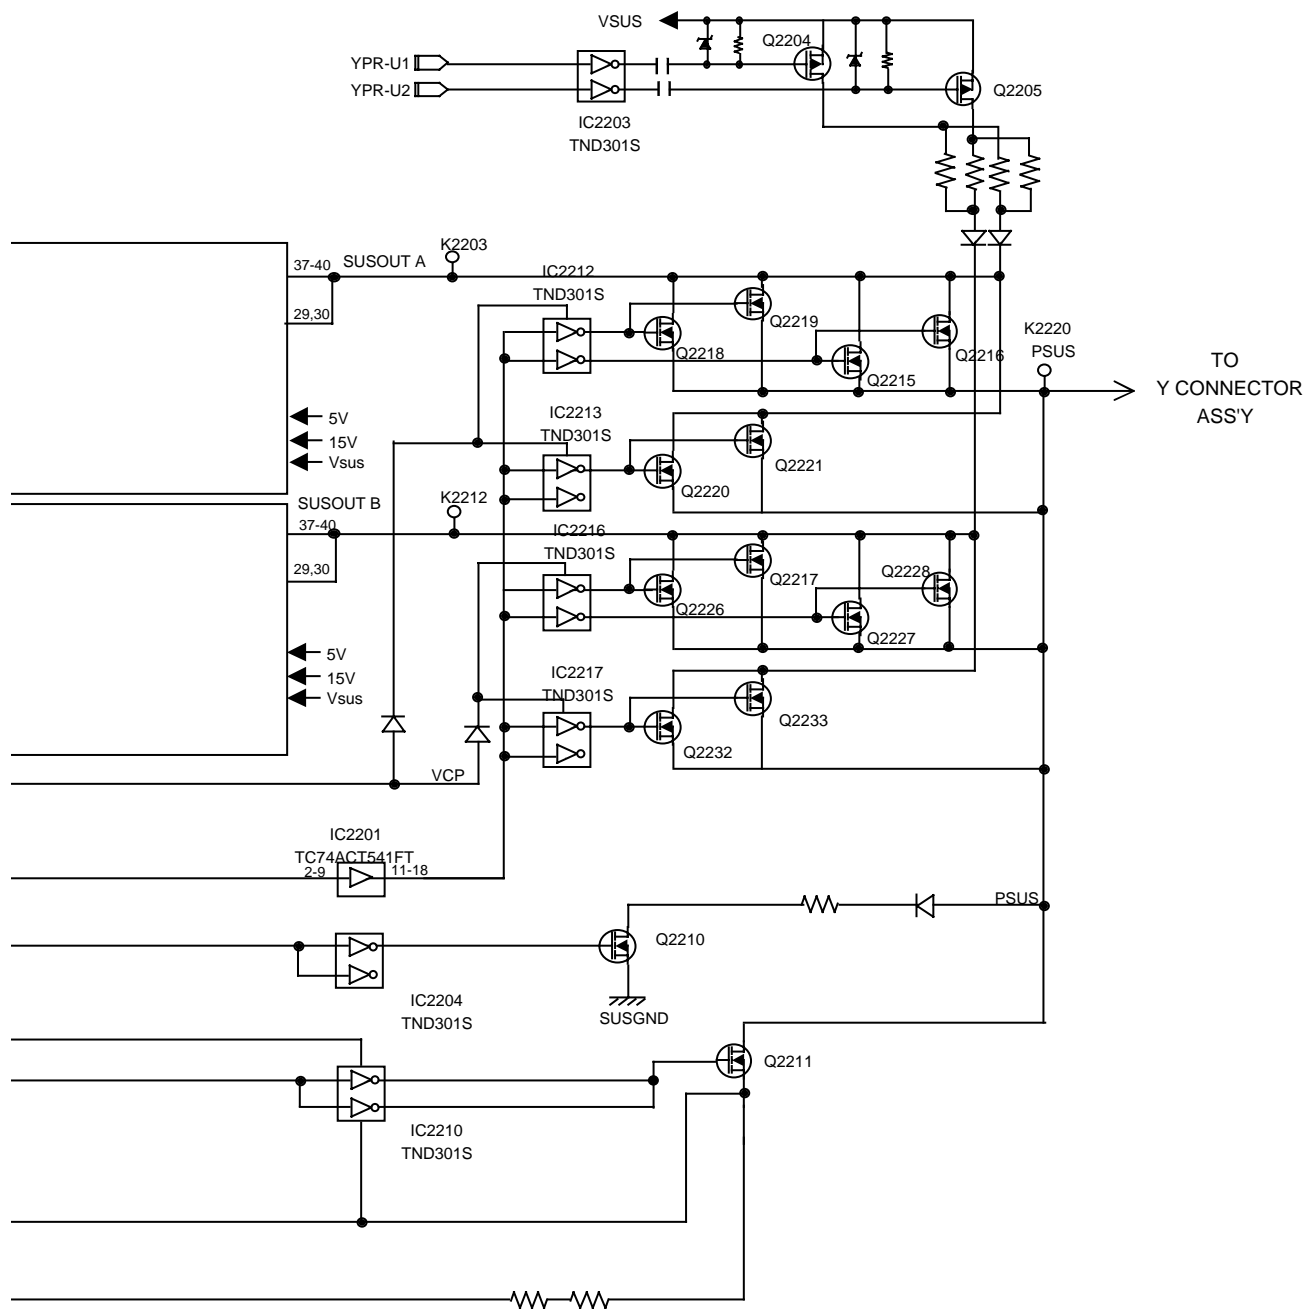 VSUS
Q2204
YPR-U1
YPR-U2
Q2205
IC2203
TND301S
K2203
37-40
SUSOUT A
IC2212
TND301S
29,30
Q2219
K2220
PSUS
Q2218
Q2216
Q2215
TO
Y CONNECTOR
ASS'Y
5V
15V
Vsus
IC2213
TND301S
Q2221
Q2220
SUSOUT B
K2212
37-40
IC2216
TND301S
29,30
Q2217
Q2228
Q2226
Q2227
5V
15V
Vsus
IC2217
TND301S
Q2233
Q2232
VCP
IC2201
TC74ACT541FT
2-9
11-18
PSUS
Q2210
IC2204
TND301S
SUSGND
Q2211
IC2210
TND301S